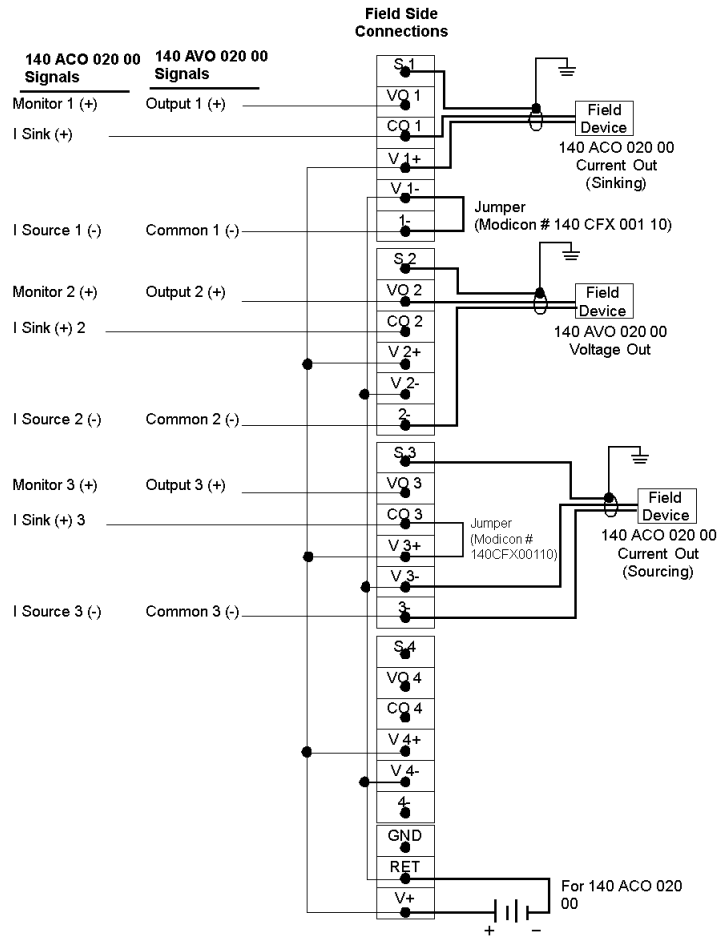 Field Side
Connections
140 ACO 020 00
Signals
140 AVO 020 00
Signals
S 1
Monitor 1 (+)
Output 1 (+)
VO 1
Field
Device
I Sink (+)
CO 1
140 ACO 020 00
Current Out
(Sinking)
V 1+
V 1-
Jumper
(Modicon # 140 CFX 001 10)
I Source 1 (-)
Common 1 (-)
1-
S 2
Monitor 2 (+)
Output 2 (+)
VO 2
Field
Device
I Sink (+) 2
CO 2
140 AVO 020 00
Voltage Out
V 2+
V 2-
I Source 2 (-)
Common 2 (-)
2-
S 3
Monitor 3 (+)
Output 3 (+)
VO 3
Field
Device
I Sink (+) 3
CO 3
Jumper
(Modicon #
140CFX00110)
140 ACO 020 00
Current Out
(Sourcing)
V 3+
V 3-
I Source 3 (-)
Common 3 (-)
3-
S 4
VO 4
CO 4
V 4+
V 4-
4-
GND
RET
For 140 ACO 020
00
V+
+ −